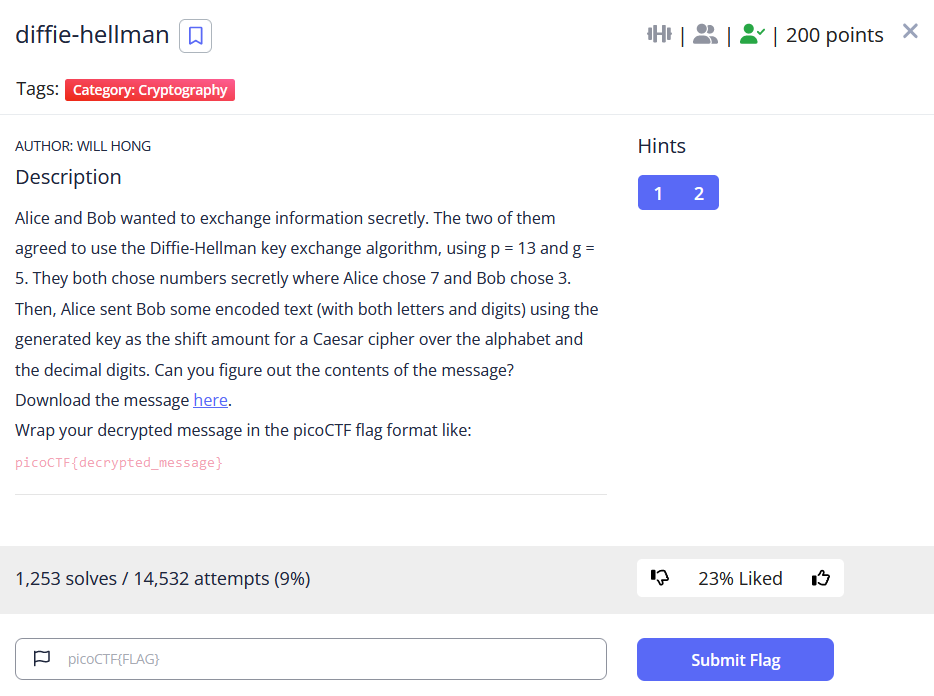 diffie-hellman
| | | 200 points
Tags: Category: Cryptography
AUTHOR: WILL HONG
Description
Alice and Bob wanted to exchange information secretly. The two of them
agreed to use the Diffie-Hellman key exchange algorithm, using p = 13 and g =
5. They both chose numbers secretly where Alice chose 7 and Bob chose 3.
Then, Alice sent Bob some encoded text (with both letters and digits) using the
generated key as the shift amount for a Caesar cipher over the alphabet and
the decimal digits. Can you figure out the contents of the message?
Download the message here.
Wrap your decrypted message in the picoCTF flag format like:
picoCTF{decrypted_message}
Hints
1 2
1,253 solves / 14,532 attempts (9%)
23% Liked
picoCTF{FLAG}
Submit Flag